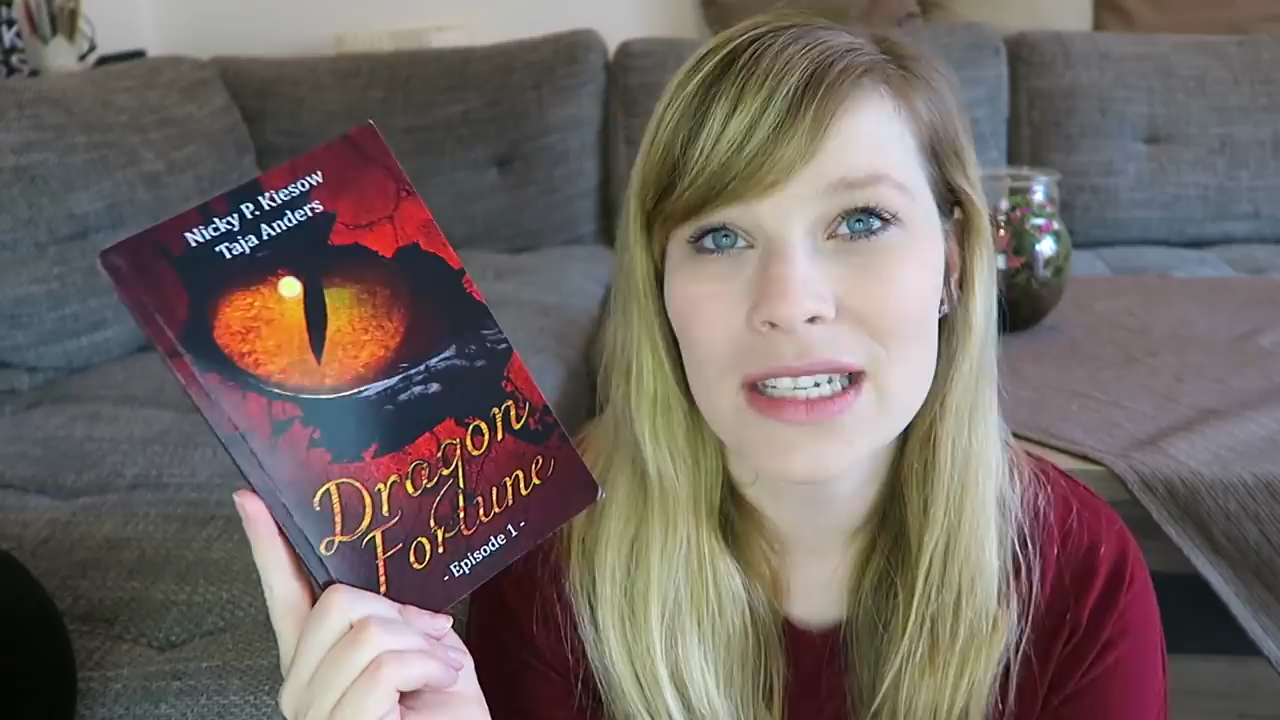 Nicky P. Kiesow
Taja Anders
Dragon
Fortune
- Episode 1 -